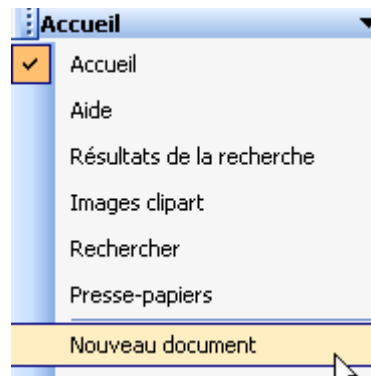 Accueil
Accueil
Aide
Résultats de la recherche
Images clipart
Rechercher
Presse-papiers
Nouveau document